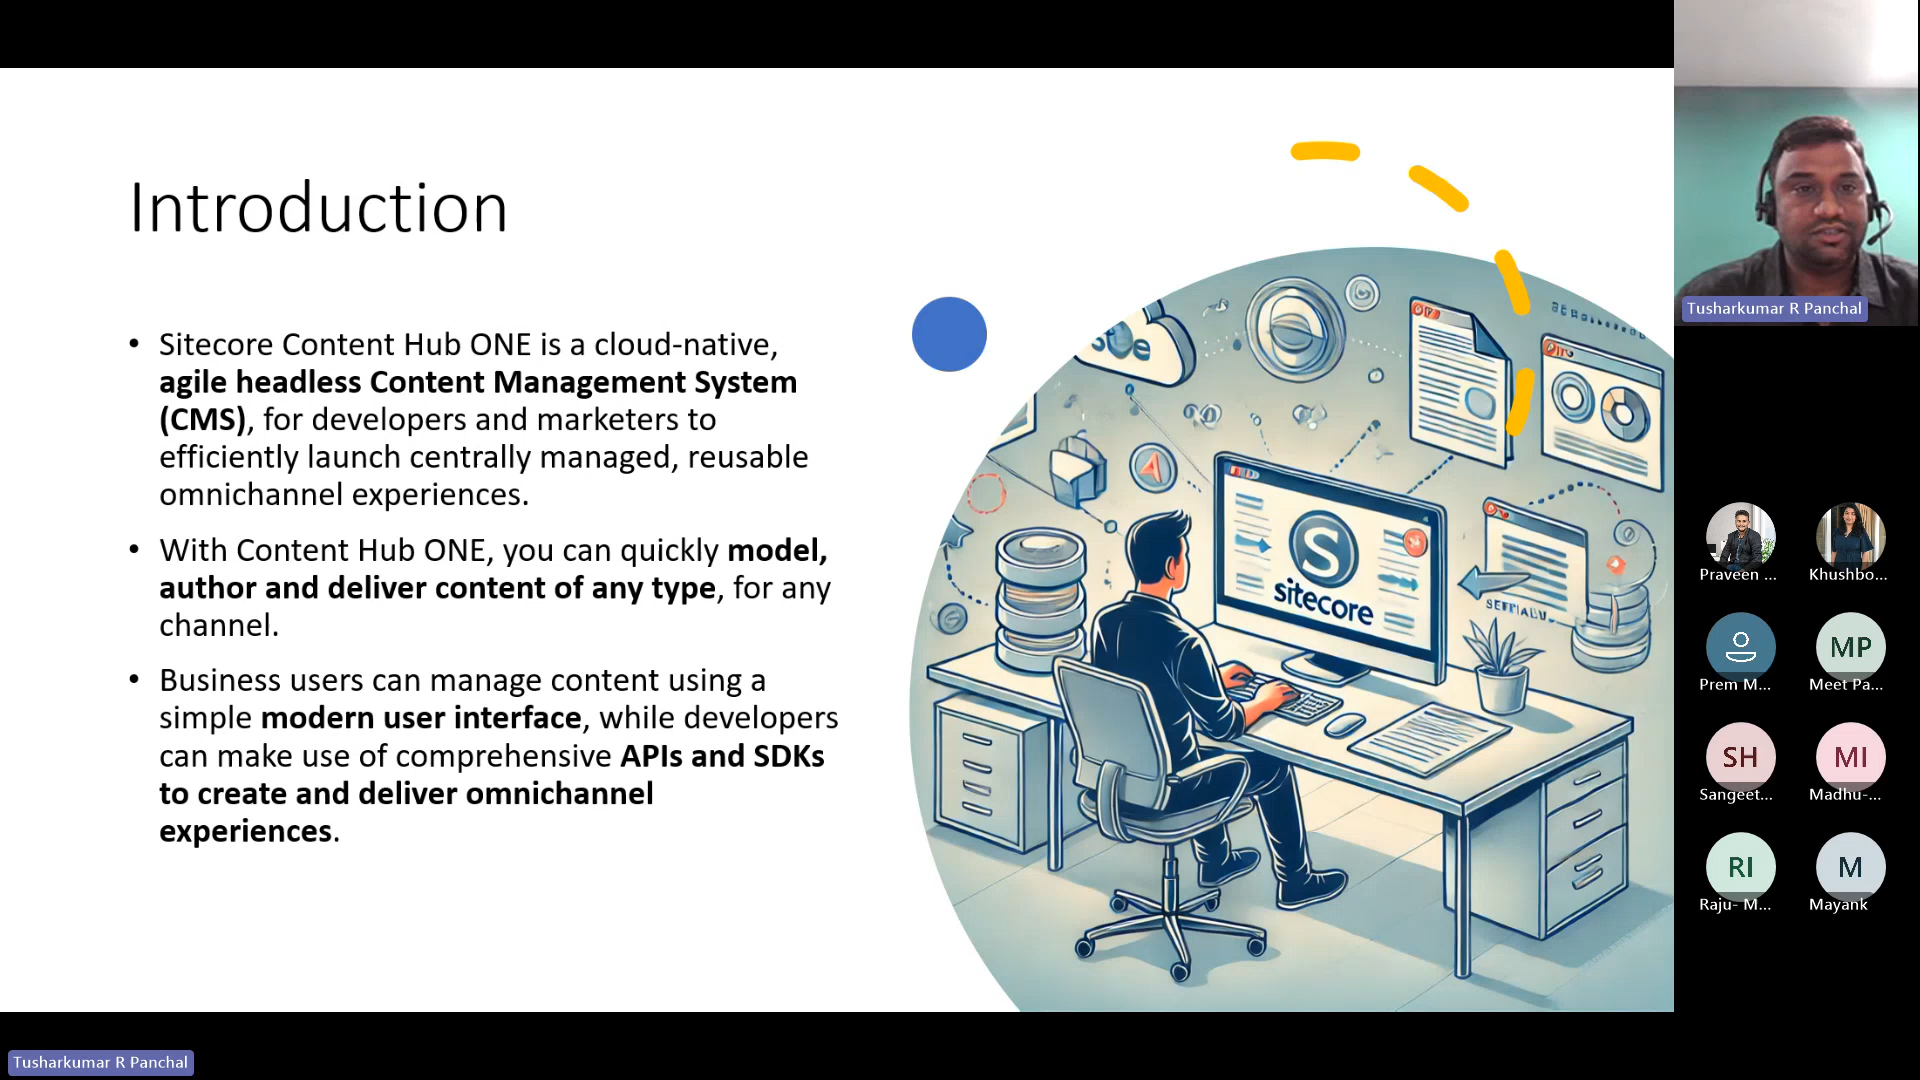 Introduction
• Sitecore Content Hub ONE is a cloud-native,
agile headless Content Management System
(CMS), for developers and marketers to
efficiently launch centrally managed, reusable
omnichannel experiences.
• With Content Hub ONE, you can quickly model,
author and deliver content of any type, for any
channel.
• Business users can manage content using a
simple modern user interface, while developers
can make use of comprehensive APIs and SDKs
to create and deliver omnichannel
experiences.
S
sitecore
Tusharkumar R Panchal
Praveen ...
Khushbo...
Prem M...
MP
Meet Pa...
SH
Sangeet...
MI
Madhu-...
RI
Raju- M...
M
Mayank
Tusharkumar R Panchal